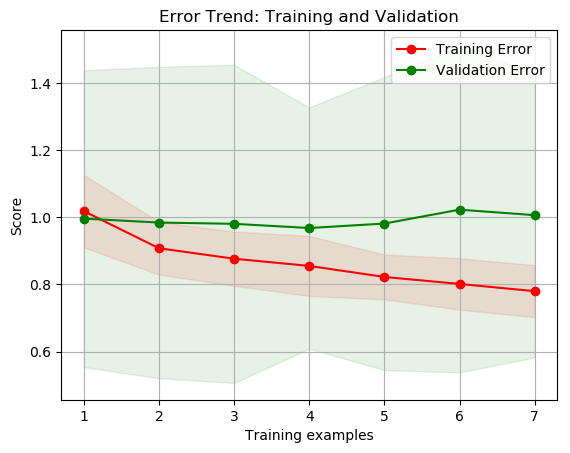 Error Trend: Training and Validation
Training Error
Validation Error
1.4
1.2
1.0
0.8
0.6
Score
1 2 3 4 5 6 7
Training examples